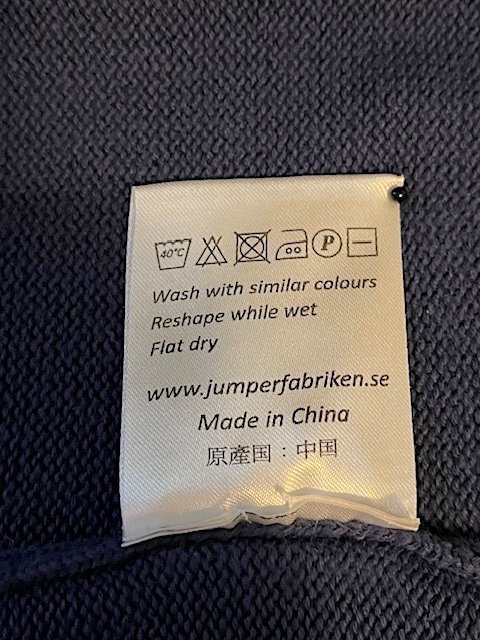 40°C P
Wash with similar colours
Reshape while wet
Flat dry
www.jumperfabriken.se
Made in China
原產国：中国